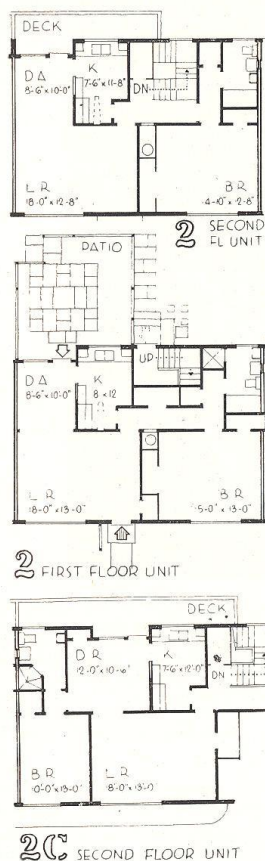 DECK
DA
8'-6" x 10'-0"
K
7'-6" x 11'-8"
DN
LR
18'-0" x 12'-8"
BR
4'-10" x 12'-8"
2 SECOND
FL UNIT
PATIO
DA
8'-6" x 10'-0"
K
8 x 12
UP
LR
18'-0" x 13'-0"
BR
5'-0" x 13'-0"
2 FIRST FLOOR UNIT
DECK
DR
12'-0" x 10'-6"
K
7'-6" x 12'-0"
DN
BR
10'-0" x 13'-0"
LR
18'-0" x 13'-0"
2C SECOND FLOOR UNIT